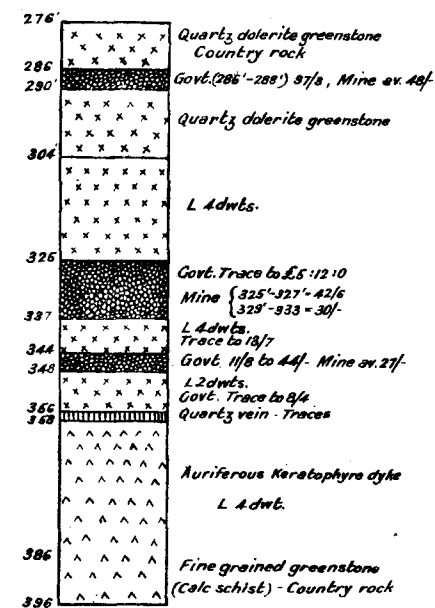 276'
Quartz dolerite greenstone
Country rock
286
Govt. (286'-288') 37/3, Mine av. 48/-
290'
Quartz dolerite greenstone
304'
L 4dwts.
325
Govt. Trace to £5:12:0
Mine { 325'-327' = 42/6
329'-333 = 30/-
337
L 4dwts.
Trace to 13/7
344
Govt 11/8 to 44/- Mine av. 27/-
348
L2dwts.
Govt. Trace to 8/4
366
Quartz vein - Traces
368
Auriferous Keratophyre dyke
L 4dwt.
386
Fine grained greenstone
(Calc schist) - Country rock
396